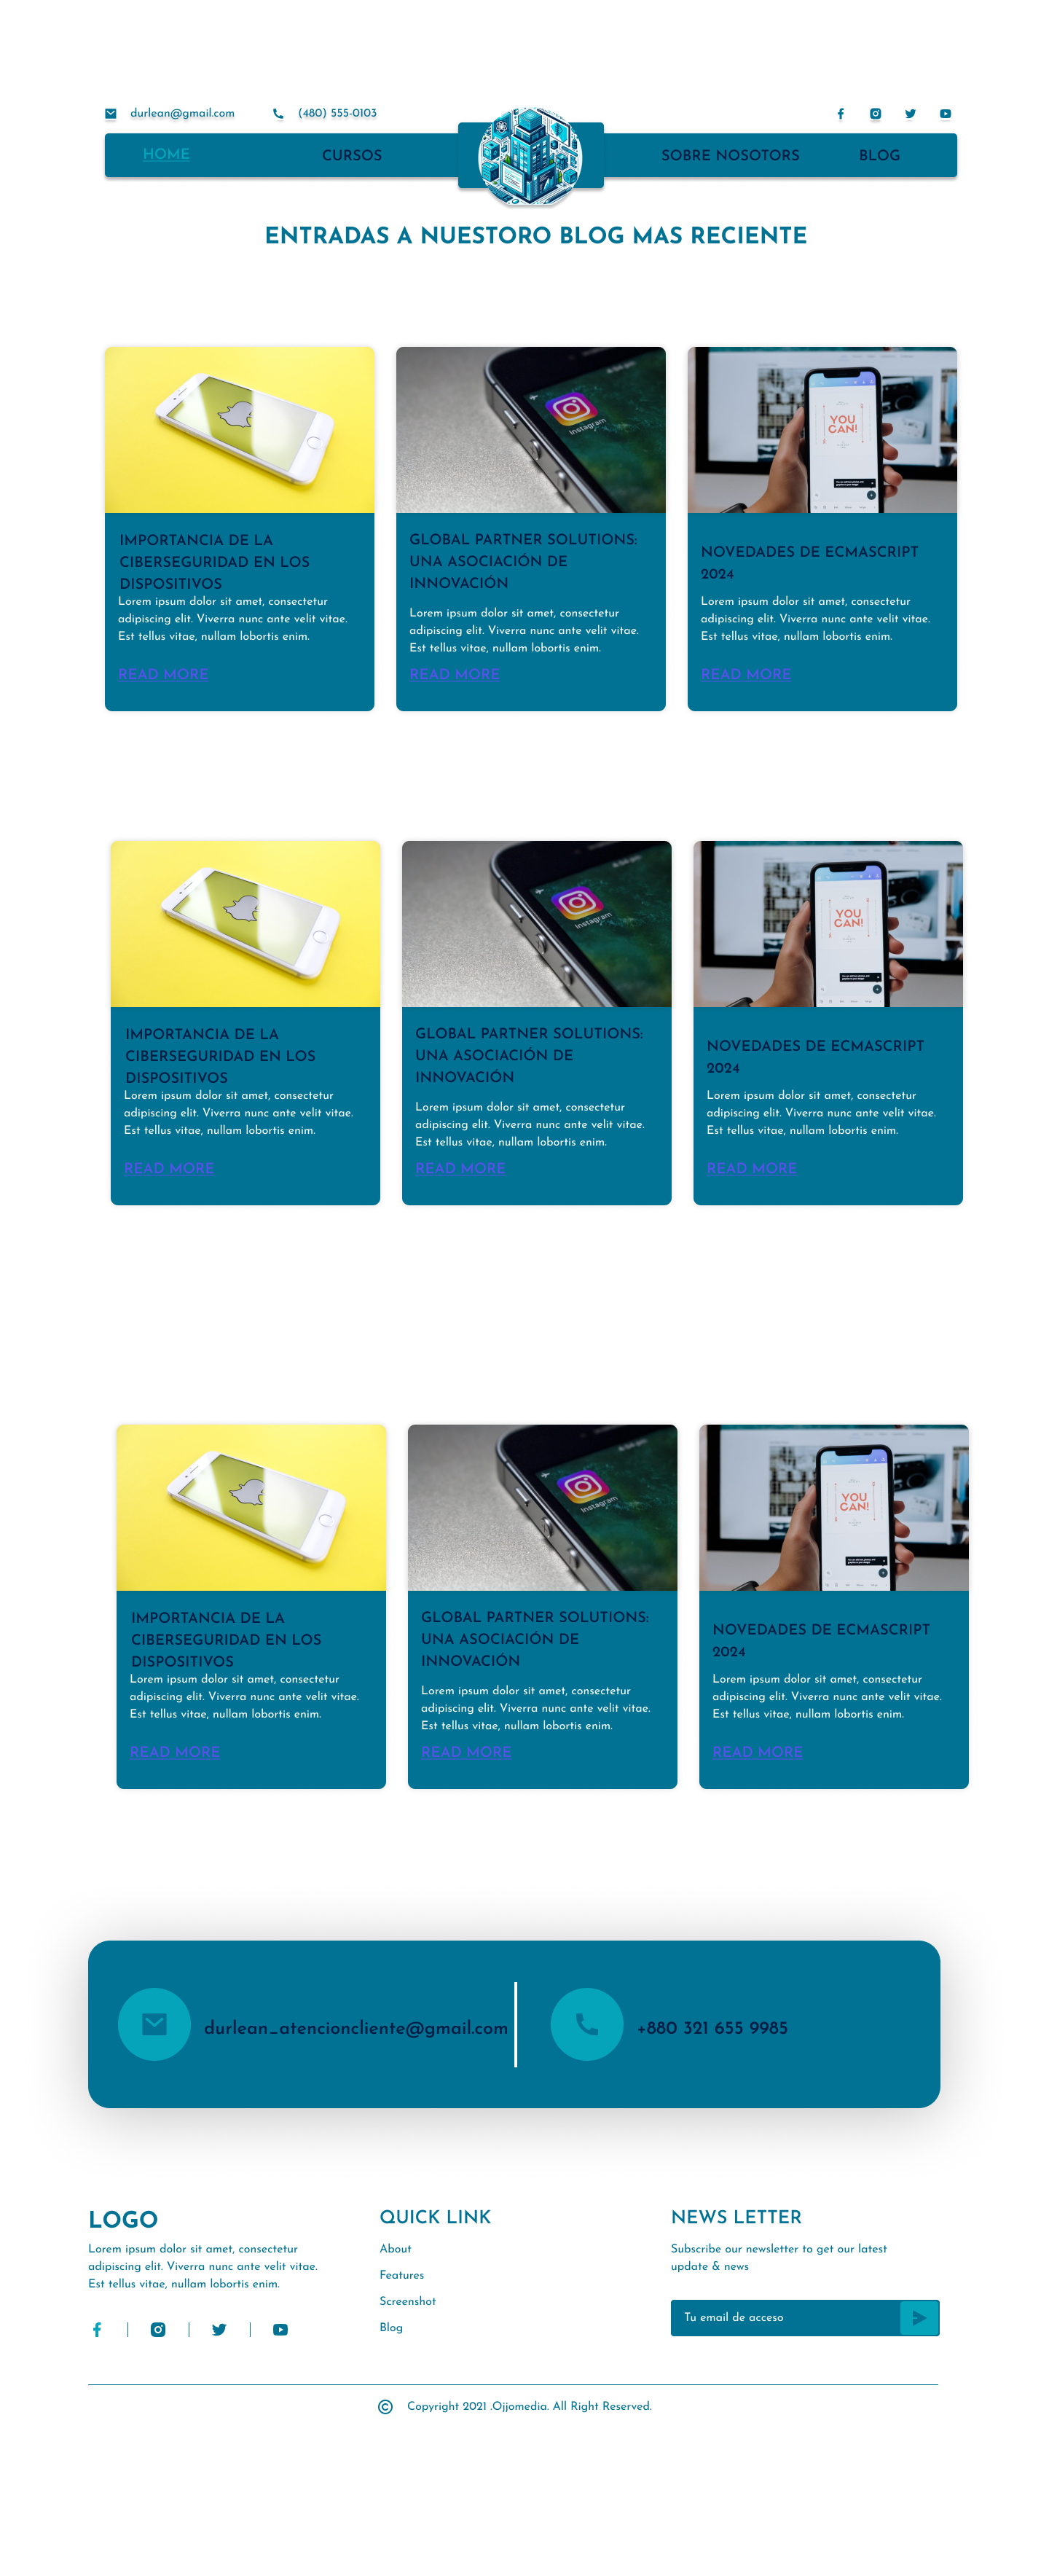 durlean@gmail.com
(480) 555-0103
HOME
CURSOS
SOBRE NOSOTORS
BLOG
ENTRADAS A NUESTORO BLOG MAS RECIENTE
Instagram
YOU
CAN!
IMPORTANCIA DE LA
CIBERSEGURIDAD EN LOS
DISPOSITIVOS
Lorem ipsum dolor sit amet, consectetur
adipiscing elit. Viverra nunc ante velit vitae.
Est tellus vitae, nullam lobortis enim.
READ MORE
GLOBAL PARTNER SOLUTIONS:
UNA ASOCIACIÓN DE
INNOVACIÓN
Lorem ipsum dolor sit amet, consectetur
adipiscing elit. Viverra nunc ante velit vitae.
Est tellus vitae, nullam lobortis enim.
READ MORE
NOVEDADES DE ECMASCRIPT
2024
Lorem ipsum dolor sit amet, consectetur
adipiscing elit. Viverra nunc ante velit vitae.
Est tellus vitae, nullam lobortis enim.
READ MORE
Instagram
YOU
CAN!
IMPORTANCIA DE LA
CIBERSEGURIDAD EN LOS
DISPOSITIVOS
Lorem ipsum dolor sit amet, consectetur
adipiscing elit. Viverra nunc ante velit vitae.
Est tellus vitae, nullam lobortis enim.
READ MORE
GLOBAL PARTNER SOLUTIONS:
UNA ASOCIACIÓN DE
INNOVACIÓN
Lorem ipsum dolor sit amet, consectetur
adipiscing elit. Viverra nunc ante velit vitae.
Est tellus vitae, nullam lobortis enim.
READ MORE
NOVEDADES DE ECMASCRIPT
2024
Lorem ipsum dolor sit amet, consectetur
adipiscing elit. Viverra nunc ante velit vitae.
Est tellus vitae, nullam lobortis enim.
READ MORE
Instagram
YOU
CAN!
IMPORTANCIA DE LA
CIBERSEGURIDAD EN LOS
DISPOSITIVOS
Lorem ipsum dolor sit amet, consectetur
adipiscing elit. Viverra nunc ante velit vitae.
Est tellus vitae, nullam lobortis enim.
READ MORE
GLOBAL PARTNER SOLUTIONS:
UNA ASOCIACIÓN DE
INNOVACIÓN
Lorem ipsum dolor sit amet, consectetur
adipiscing elit. Viverra nunc ante velit vitae.
Est tellus vitae, nullam lobortis enim.
READ MORE
NOVEDADES DE ECMASCRIPT
2024
Lorem ipsum dolor sit amet, consectetur
adipiscing elit. Viverra nunc ante velit vitae.
Est tellus vitae, nullam lobortis enim.
READ MORE
durlean_atencioncliente@gmail.com
+880 321 655 9985
LOGO
Lorem ipsum dolor sit amet, consectetur
adipiscing elit. Viverra nunc ante velit vitae.
Est tellus vitae, nullam lobortis enim.
QUICK LINK
About
Features
Screenshot
Blog
NEWS LETTER
Subscribe our newsletter to get our latest
update & news
Tu email de acceso
© Copyright 2021 .Ojjomedia. All Right Reserved.